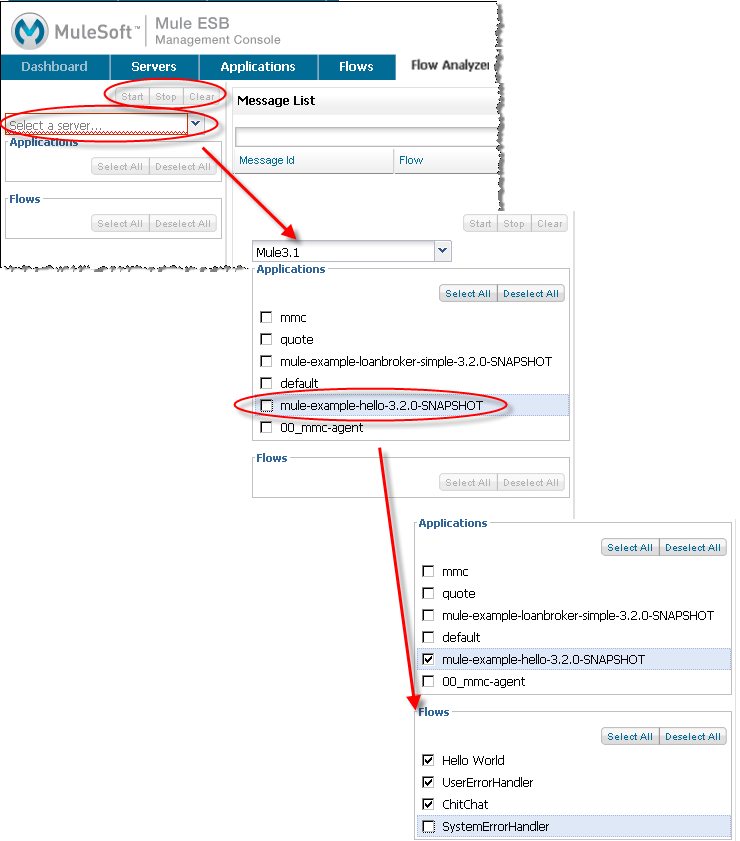 MuleSoft™ Mule ESB
Management Console
Dashboard Servers Applications Flows Flow Analyzer
Start Stop Clear
Select a server...
Applications
Select All Deselect All
Flows
Select All Deselect All
Message List
Message Id Flow
Start Stop Clear
Mule3.1
Applications
Select All Deselect All
mmc
quote
mule-example-loanbroker-simple-3.2.0-SNAPSHOT
default
mule-example-hello-3.2.0-SNAPSHOT
00_mmc-agent
Flows
Select All Deselect All
Applications
Select All Deselect All
mmc
quote
mule-example-loanbroker-simple-3.2.0-SNAPSHOT
default
mule-example-hello-3.2.0-SNAPSHOT
00_mmc-agent
Flows
Select All Deselect All
Hello World
UserErrorHandler
ChitChat
SystemErrorHandler